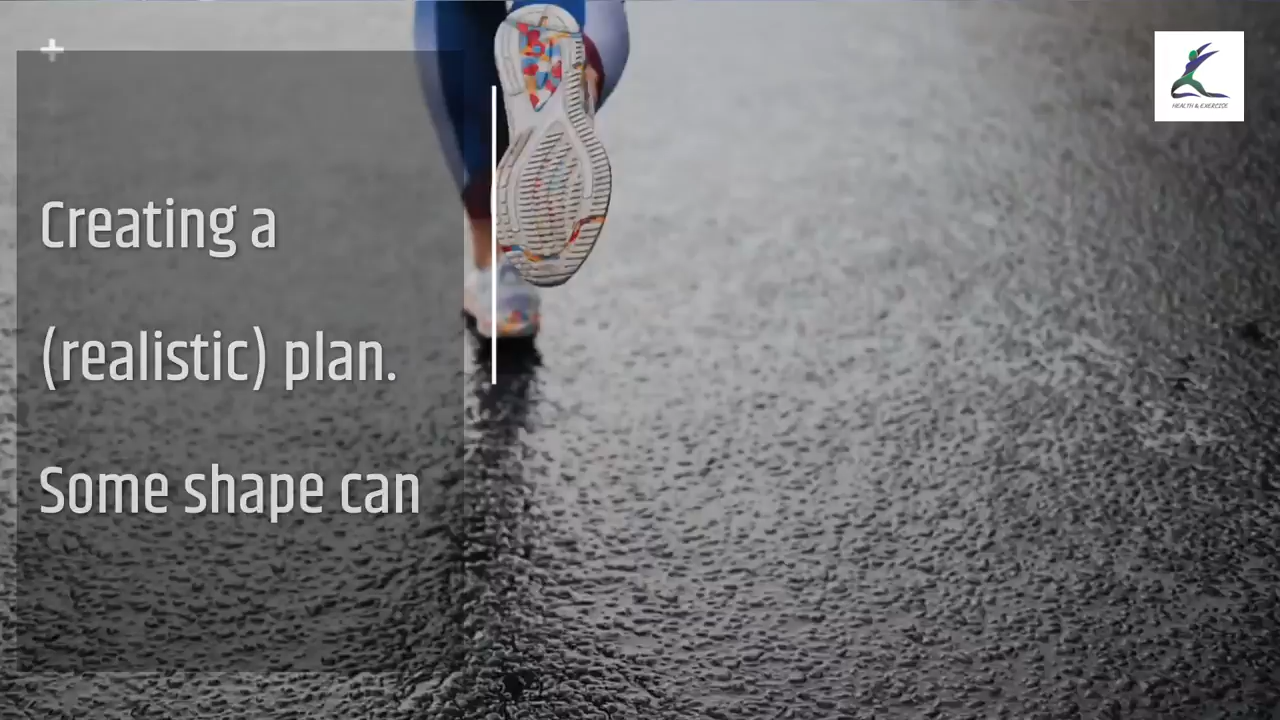 Creating a
(realistic) plan.
Some shape can
HEALTH & EXERCISE